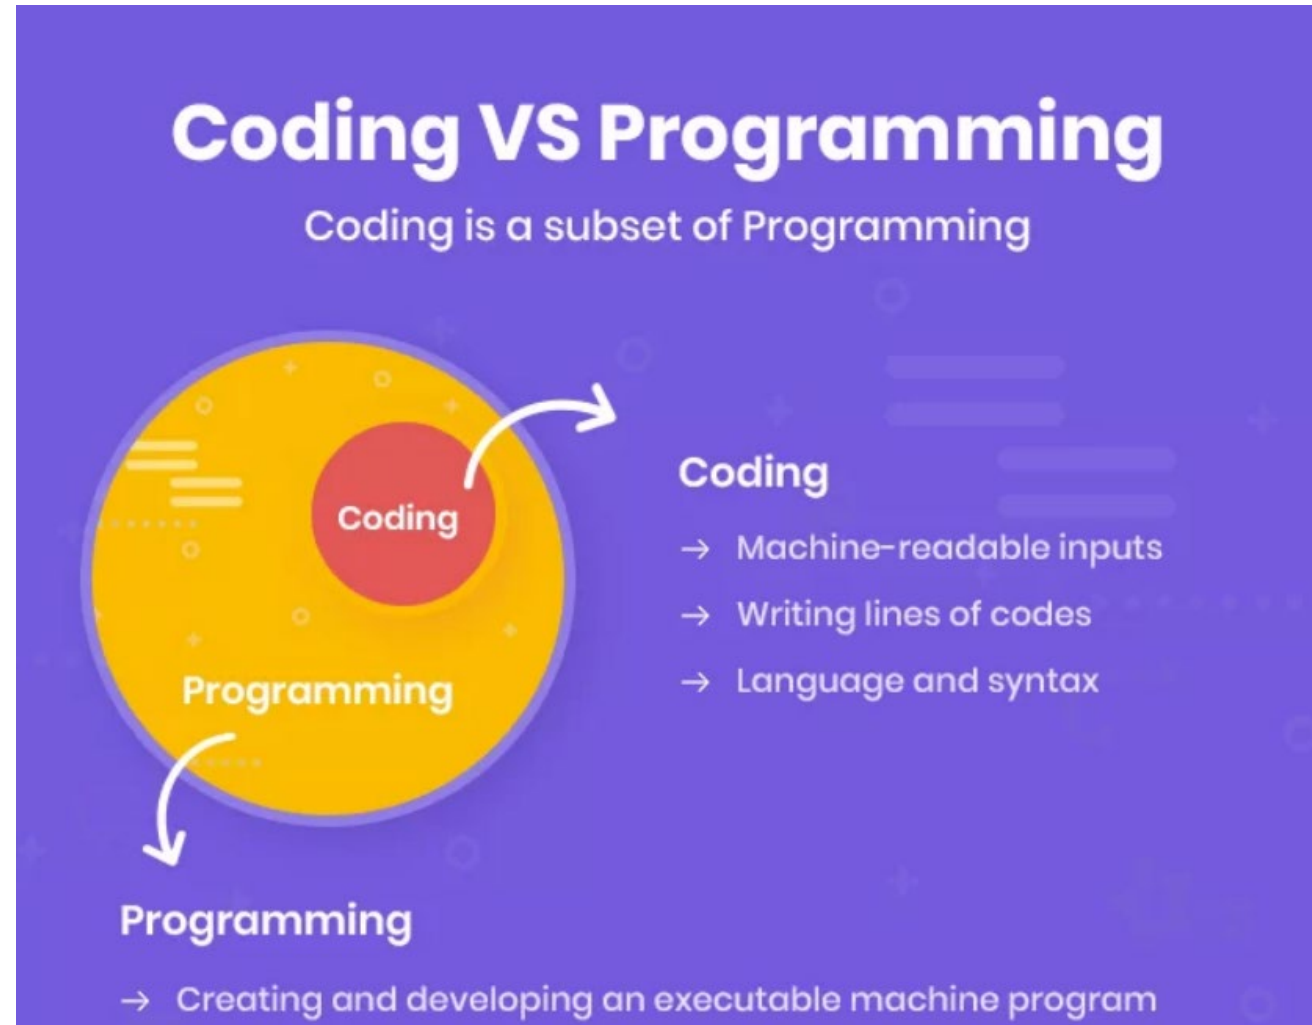 Coding VS Programming
Coding is a subset of Programming
Coding
Programming
Coding
→ Machine-readable inputs
→ Writing lines of codes
→ Language and syntax
Programming
→ Creating and developing an executable machine program